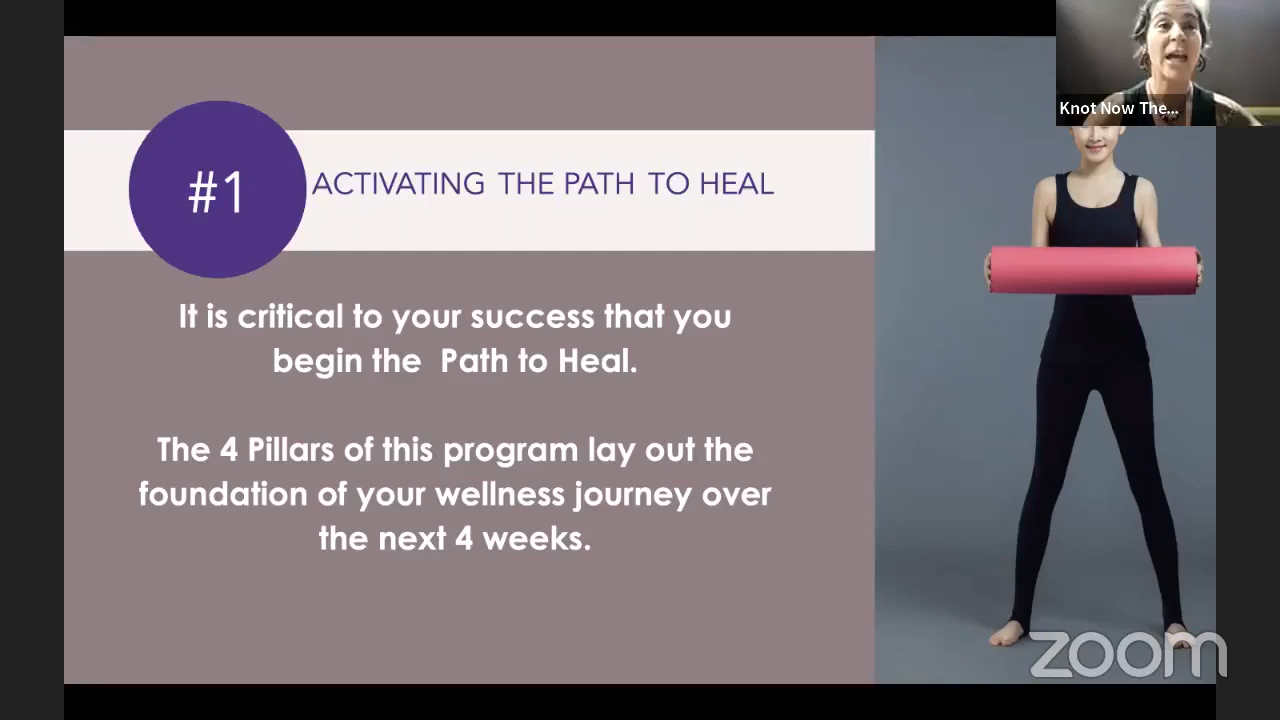 Knot Now The...
#1
ACTIVATING THE PATH TO HEAL
It is critical to your success that you
begin the Path to Heal.
The 4 Pillars of this program lay out the
foundation of your wellness journey over
the next 4 weeks.
zoom